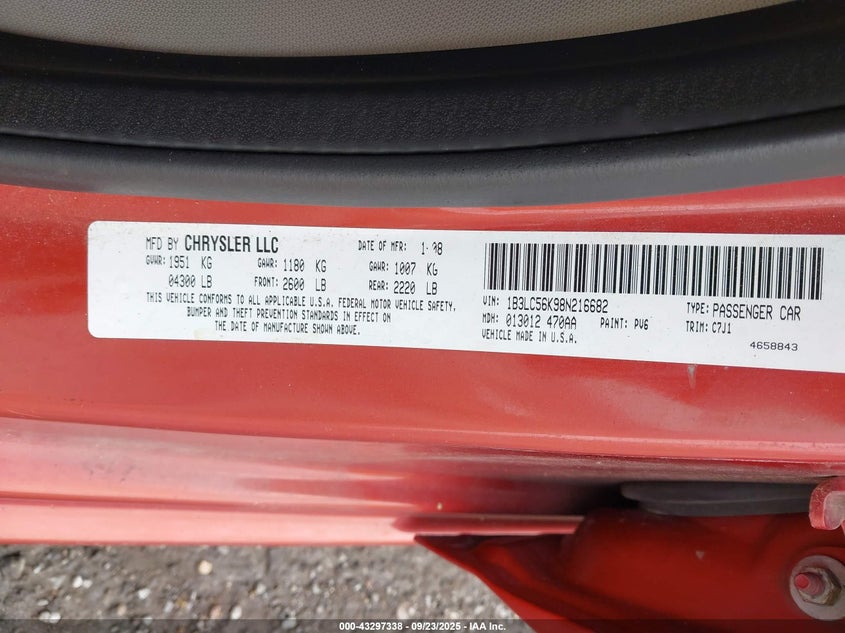 MFD BY CHRYSLER LLC DATE OF MFR: 1-08
GVWR: 1951 KG GAWR: 1180 KG GAWR: 1007 KG
04300 LB FRONT: 2600 LB REAR: 2220 LB
THIS VEHICLE CONFORMS TO ALL APPLICABLE U.S.A. FEDERAL MOTOR VEHICLE SAFETY,
BUMPER AND THEFT PREVENTION STANDARDS IN EFFECT ON
THE DATE OF MANUFACTURE SHOWN ABOVE.
VIN: 1B3LC56K98N216682 TYPE: PASSENGER CAR
MDH: 013012 470AA PAINT: PV6 TRIM: C7J1
VEHICLE MADE IN U.S.A.
4658843
000-43297338 - 09/23/2025 - IAA Inc.